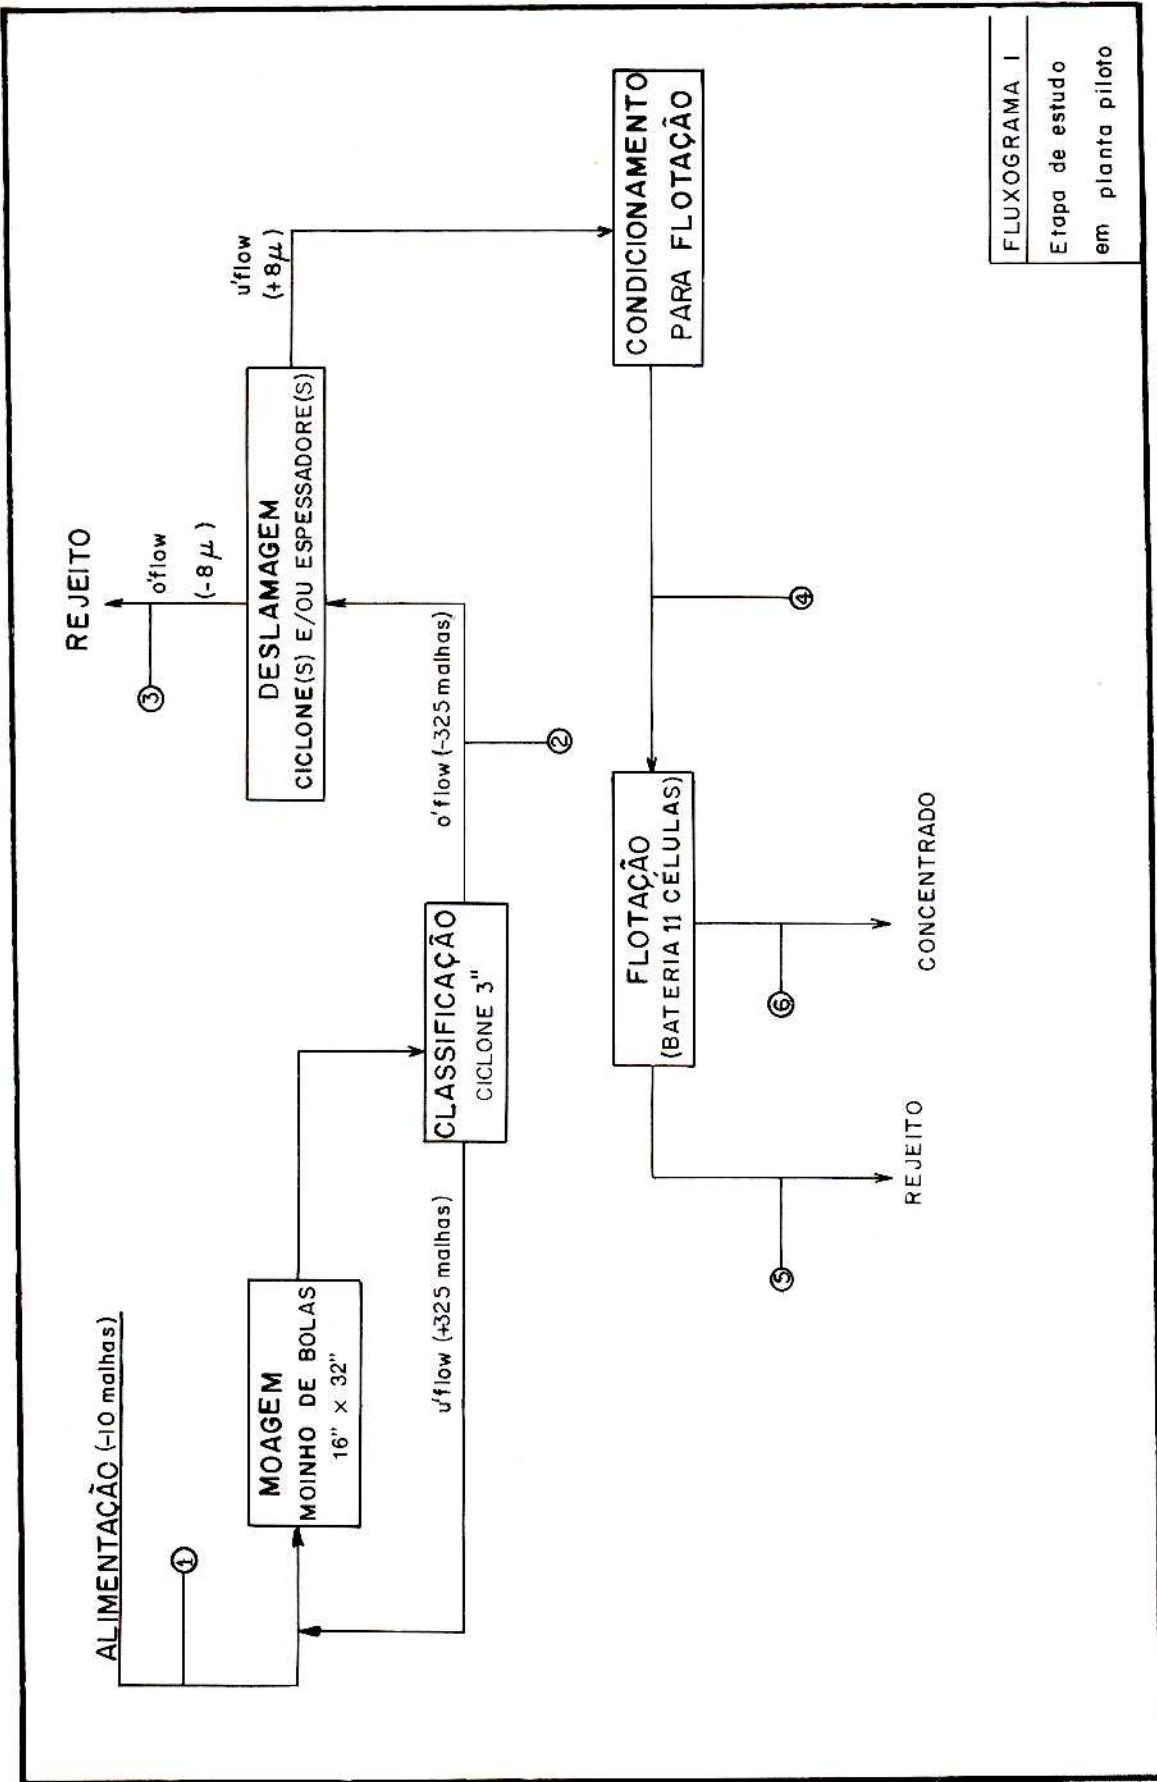 ALIMENTAÇÃO (-10 malhas)
1
MOAGEM
MOINHO DE BOLAS
16" x 32"
u'flow (+325 malhas)
CLASSIFICAÇÃO
CICLONE 3"
o'flow (-325 malhas)
2
REJEITO
3
o'flow
(-8μ)
DESLAMAGEM
CICLONE(S) E/OU ESPESSADORE(S)
u'flow
(+8μ)
CONDICIONAMENTO
PARA FLOTAÇÃO
4
FLOTAÇÃO
(BATERIA 11 CÉLULAS)
5
REJEITO
6
CONCENTRADO
FLUXOGRAMA I
Etapa de estudo
em planta piloto